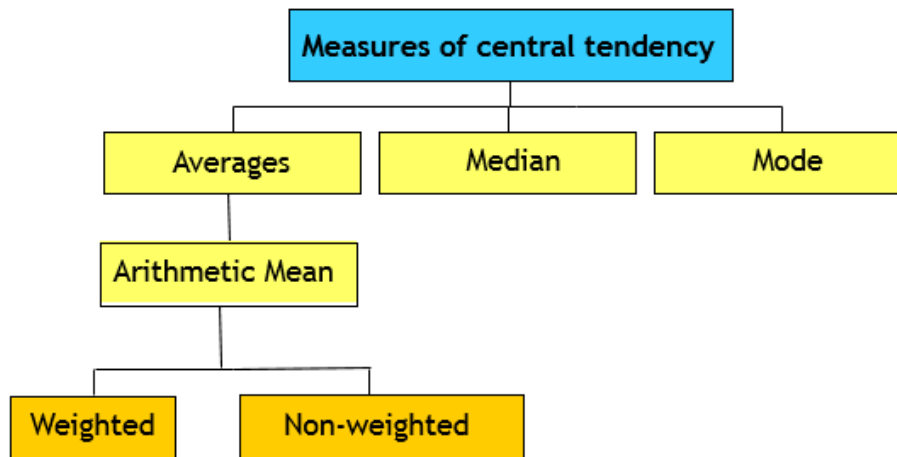 Measures of central tendency
Averages
Median
Mode
Arithmetic Mean
Weighted
Non-weighted